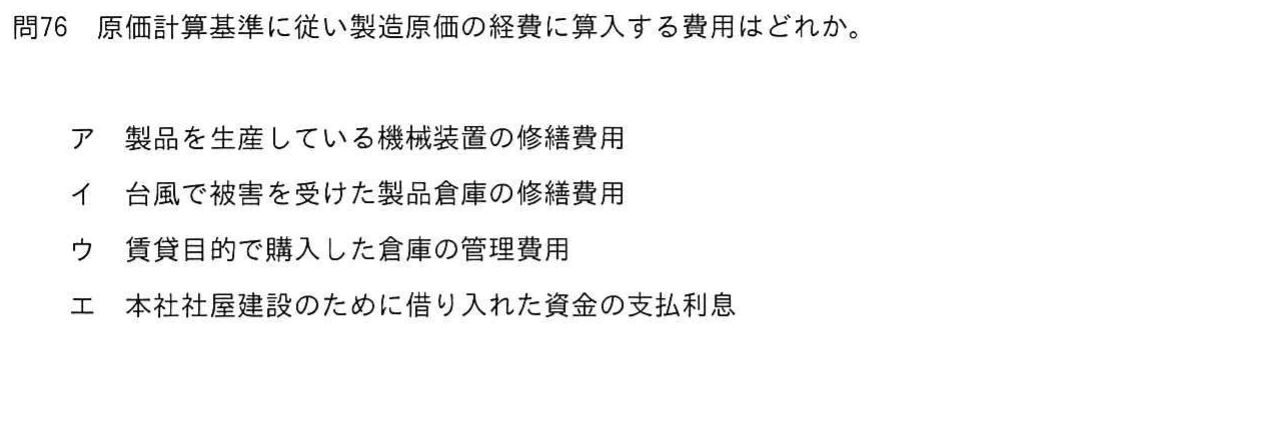 問76　原価計算基準に従い製造原価の経費に算入する費用はどれか。
ア　製品を生産している機械装置の修繕費用
イ　台風で被害を受けた製品倉庫の修繕費用
ウ　賃貸目的で購入した倉庫の管理費用
エ　本社社屋建設のために借り入れた資金の支払利息